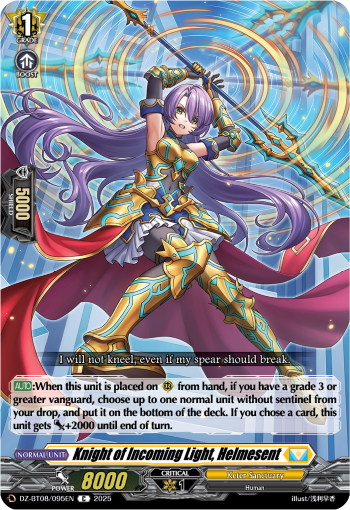 1
GRADE
BOOST
5000
SHIELD
I will not kneel, even if my spear should break.
AUTO:When this unit is placed on R from hand, if you have a grade 3 or
greater vanguard, choose up to one normal unit without sentinel from
your drop, and put it on the bottom of the deck. If you chose a card, this
unit gets +2000 until end of turn.
NORMAL UNIT
Knight of Incoming Light, Helmesent
POWER 8000
CRITICAL
1
Keter Sanctuary
Human
D DZ-BT08/095EN C 2025
illust/浅利早香